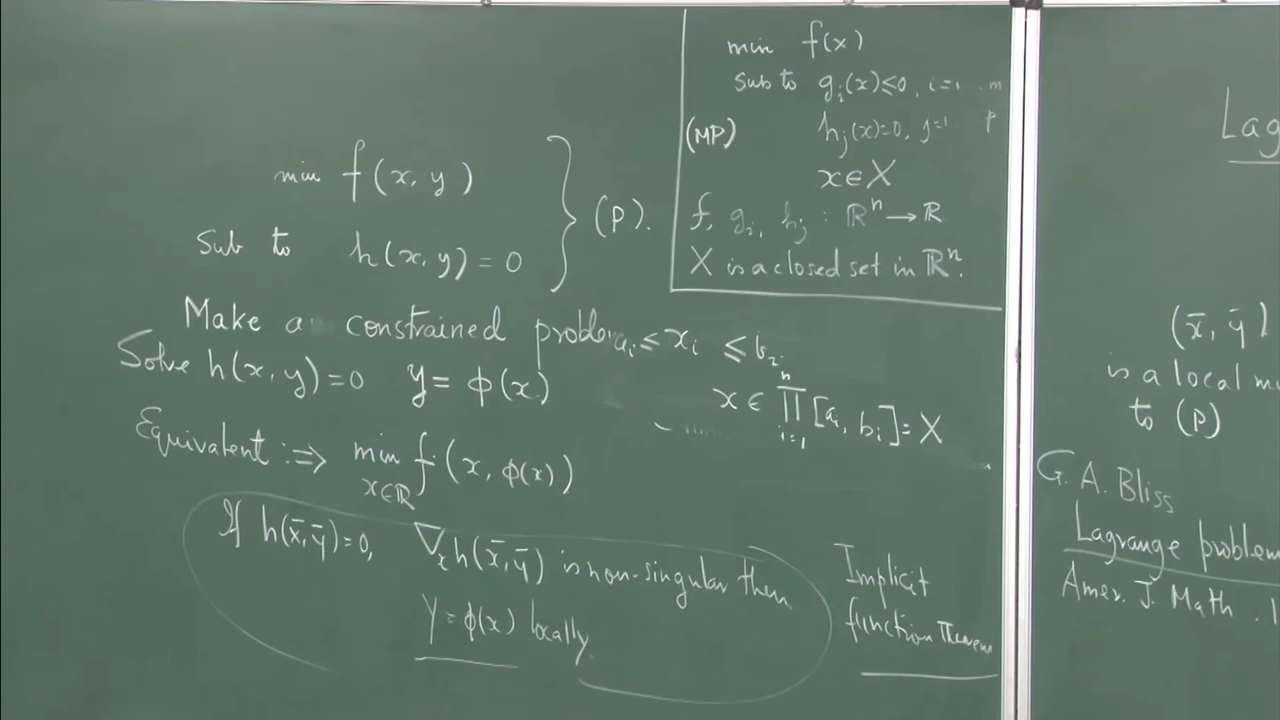 min f(x)
Sub to g_i(x) ≤ 0, i=1...m
(MP) h_j(x)=0, j=1... p
x ∈ X
f, g_i, h_j : ℝ^n → ℝ
X is a closed set in ℝ^n.
min f(x, y)
Sub to h(x, y) = 0
(P).
Make a constrained problem
a_i ≤ x_i ≤ b_i
Solve h(x, y)=0 y = φ(x)
x ∈ ∏_{i=1}^{n} [a_i, b_i] = X
Equivalent :⇒ min_{x∈ℝ} f(x, φ(x))
If h(x̄, ȳ)=0, ∇_x h(x̄, ȳ) is non-singular then
y = φ(x) locally.
Implicit
function Theorem
Lag
(x̄, ȳ)
is a local m
to (P)
G. A. Bliss
Lagrange problem
Amer. J. Math.